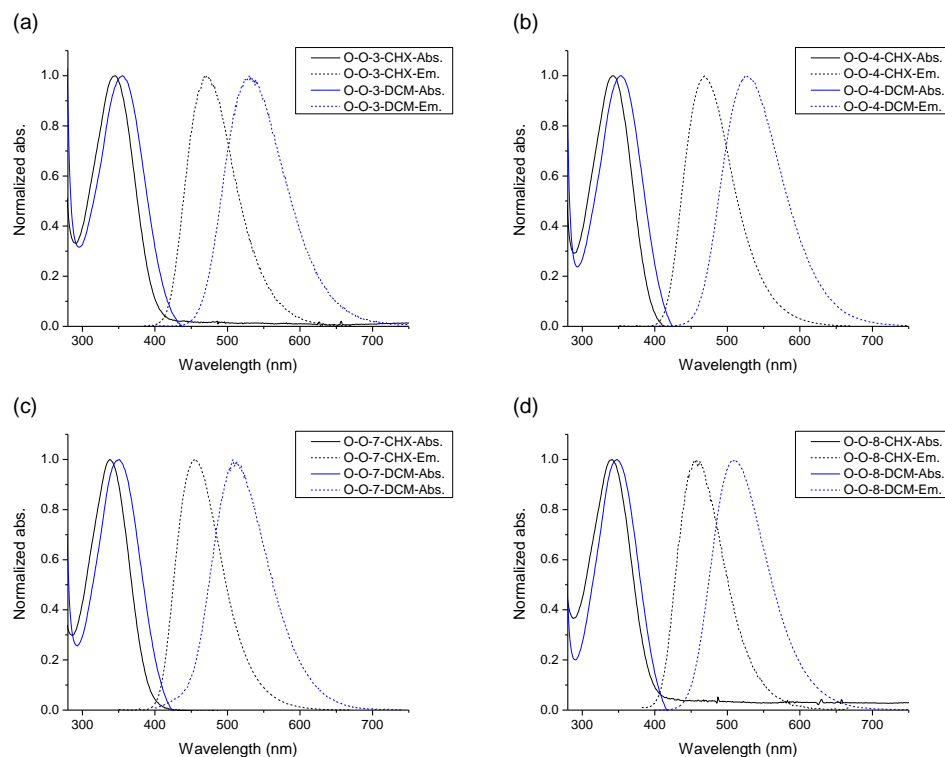 (a)
O-O-3-CHX-Abs.
O-O-3-CHX-Em.
O-O-3-DCM-Abs.
O-O-3-DCM-Em.
1.0
0.8
0.6
0.4
0.2
0.0
Normalized abs.
300 400 500 600 700
Wavelength (nm)
(b)
O-O-4-CHX-Abs.
O-O-4-CHX-Em.
O-O-4-DCM-Abs.
O-O-4-DCM-Em.
1.0
0.8
0.6
0.4
0.2
0.0
Normalized abs.
300 400 500 600 700
Wavelength (nm)
(c)
O-O-7-CHX-Abs.
O-O-7-CHX-Em.
O-O-7-DCM-Abs.
O-O-7-DCM-Abs.
1.0
0.8
0.6
0.4
0.2
0.0
Normalized abs.
300 400 500 600 700
Wavelength (nm)
(d)
O-O-8-CHX-Abs.
O-O-8-CHX-Em.
O-O-8-DCM-Abs.
O-O-8-DCM-Em.
1.0
0.8
0.6
0.4
0.2
0.0
Normalized abs.
300 400 500 600 700
Wavelength (nm)